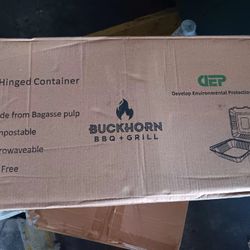 Hinged Container
de from Bagasse pulp
mpostable
rowaveable
Free
BUCKHORN
BBQ + GRILL
DEP
Develop Environmental Protection